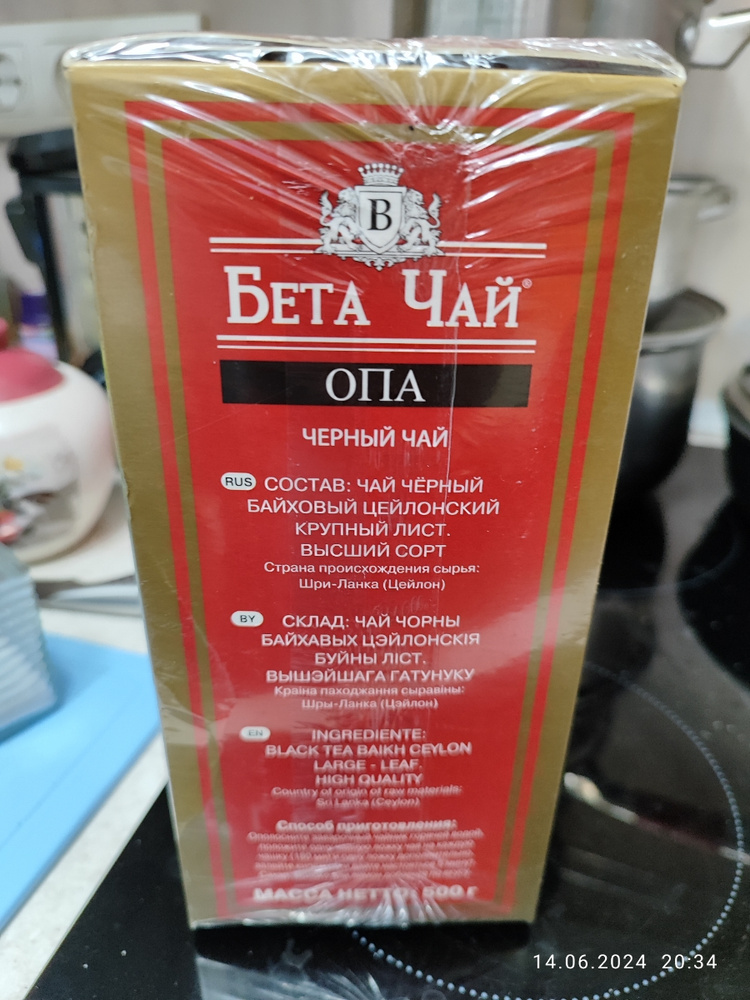 B
БЕТА ЧАЙ®
ОПА
ЧЕРНЫЙ ЧАЙ
RUS СОСТАВ: ЧАЙ ЧЁРНЫЙ
БАЙХОВЫЙ ЦЕЙЛОНСКИЙ
КРУПНЫЙ ЛИСТ.
ВЫСШИЙ СОРТ
Страна происхождения сырья:
Шри-Ланка (Цейлон)
BY СКЛАД: ЧАЙ ЧОРНЫ
БАЙХАВЫХ ЦЭЙЛОНСКІЯ
БУЙНЫ ЛІСТ.
ВЫШЭЙШАГА ГАТУНУКУ
Краіна паходжання сыравіны:
Шры-Ланка (Цэйлон)
EN INGREDIENTE:
BLACK TEA BAIKH CEYLON
LARGE - LEAF.
HIGH QUALITY
Country of origin of raw materials:
Sri Lanka (Ceylon)
Способ приготовления:
МАССА НЕТТО: 500 г
14.06.2024 20:34